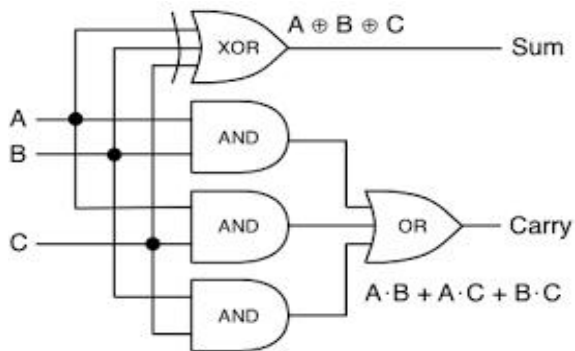 A ⊕ B ⊕ C
XOR
Sum
A
AND
B
AND
OR
Carry
C
A·B + A·C + B·C
AND